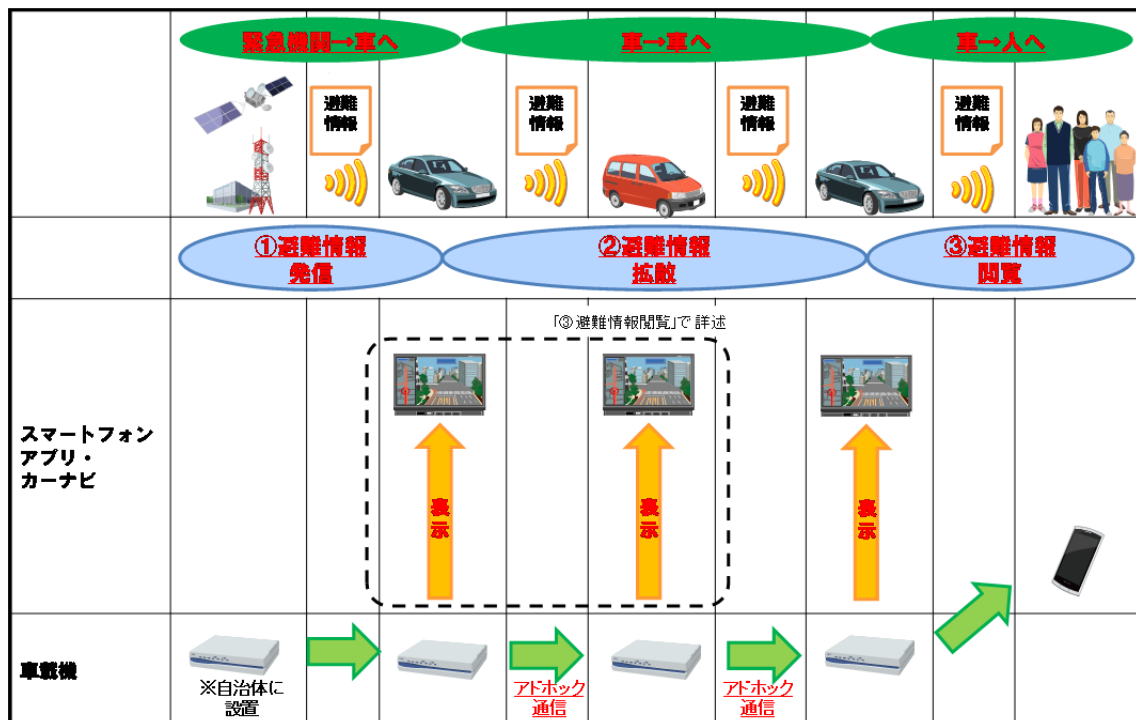 緊急機関→車へ
車→車へ
車→人へ
避難
情報
避難
情報
避難
情報
避難
情報
①避難情報
発信
②避難情報
拡散
③避難情報
閲覧
「③避難情報閲覧」で詳述
スマートフォン
アプリ・
カーナビ
表示
表示
表示
車載機
※自治体に
設置
アドホック
通信
アドホック
通信